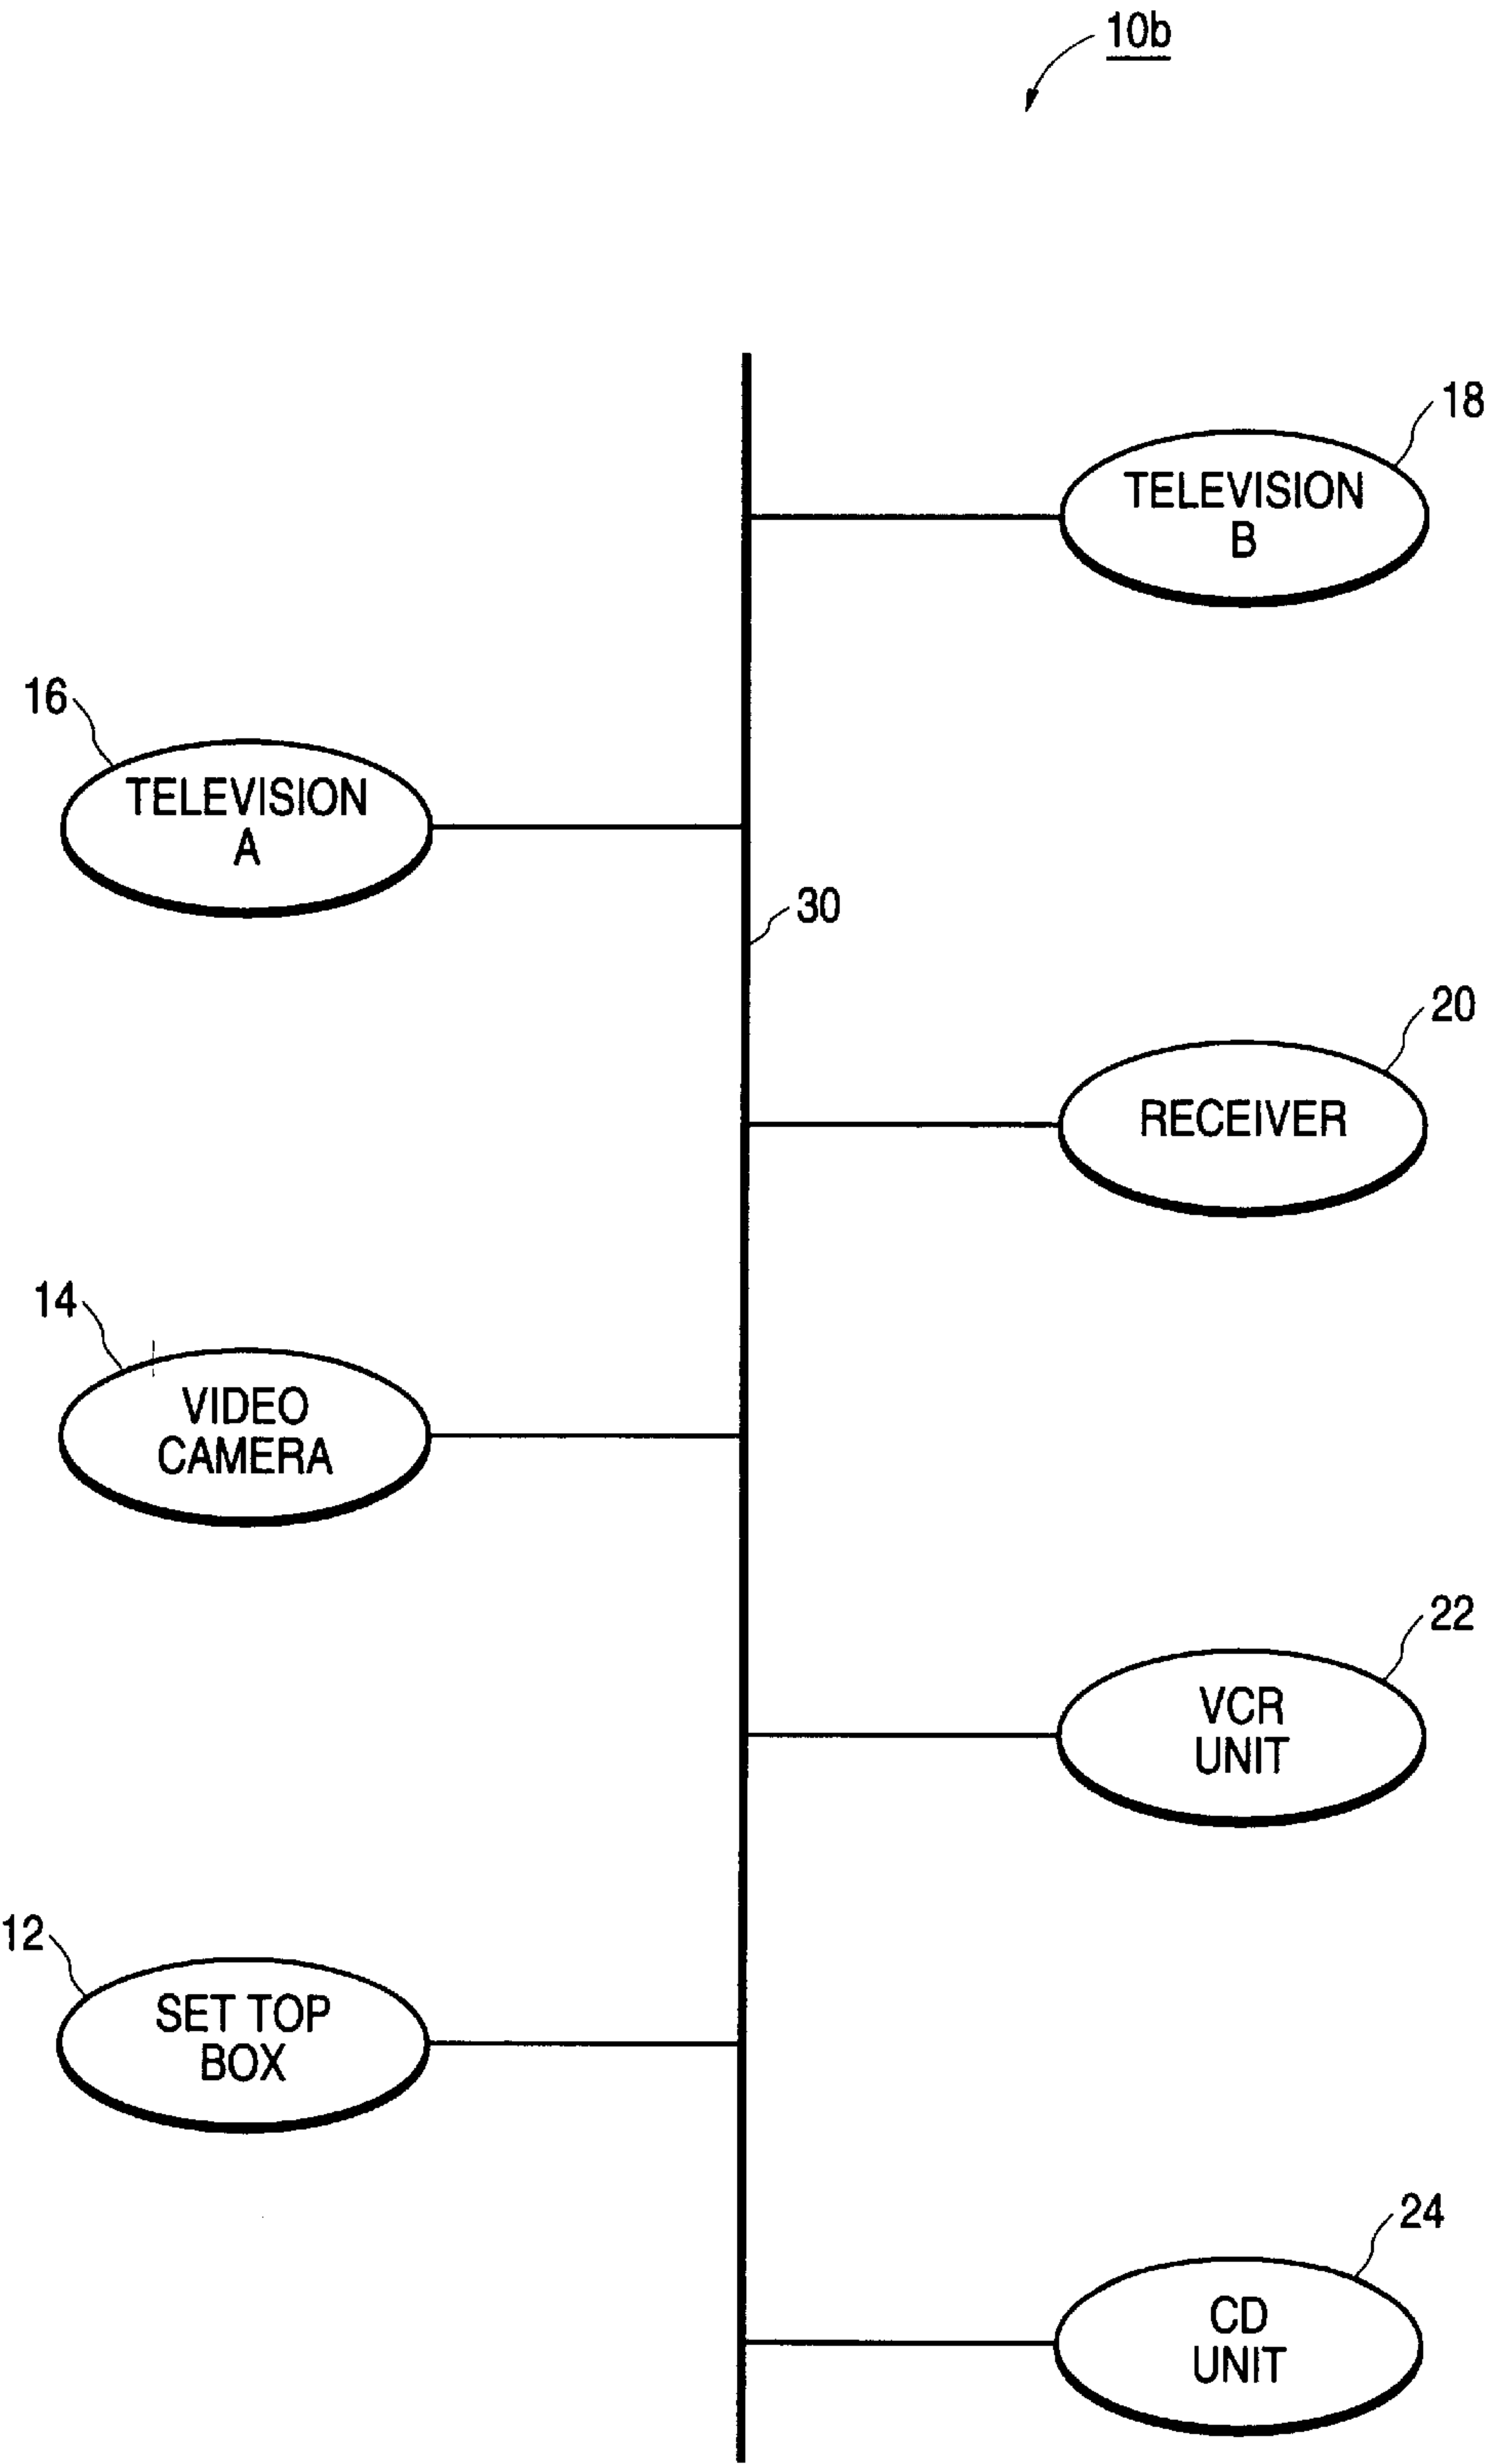 10b
18
TELEVISION
B
16
TELEVISION
A
30
20
RECEIVER
14
VIDEO
CAMERA
22
VCR
UNIT
12
SET TOP
BOX
24
CD
UNIT